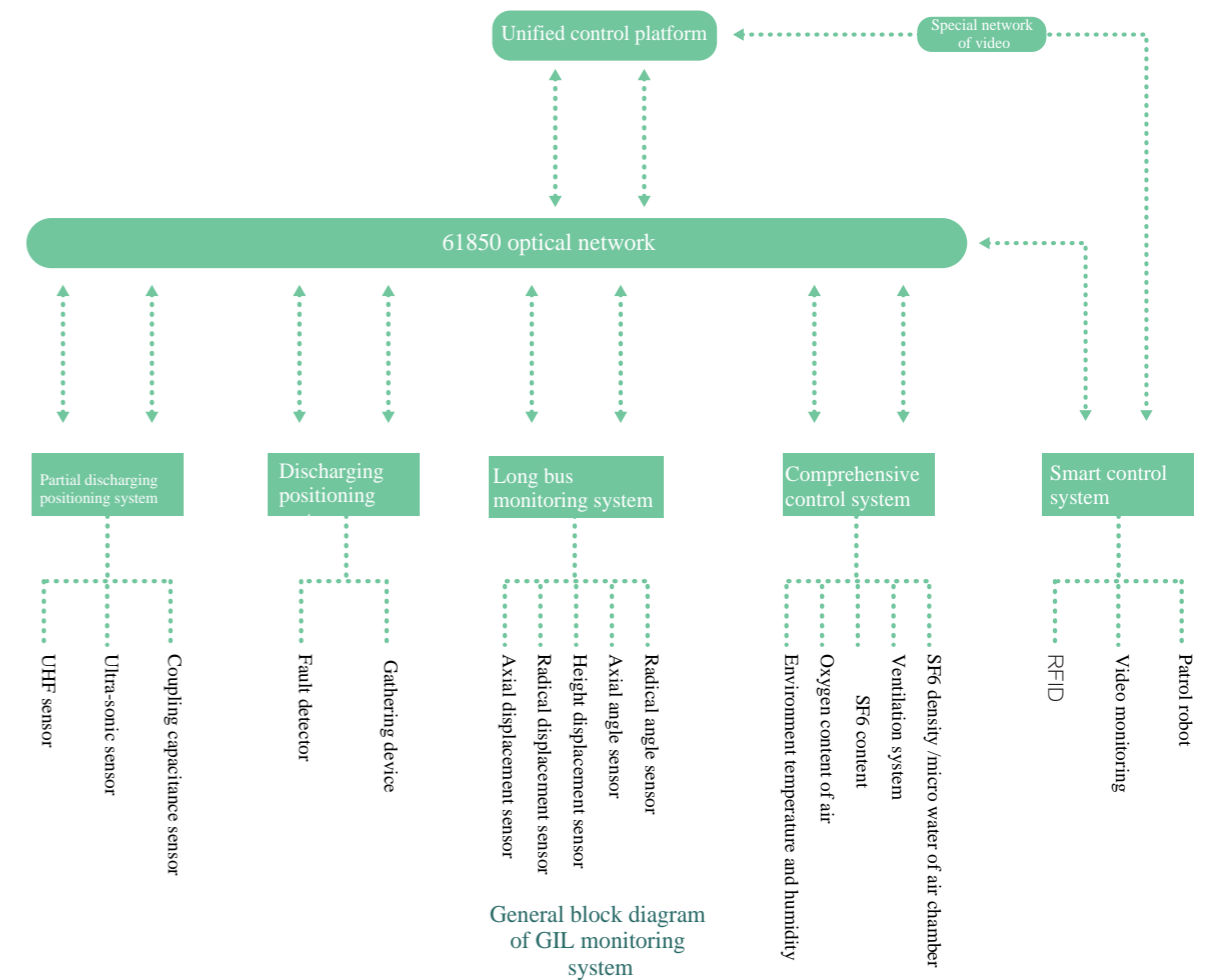 Unified control platform
Special network
of video
61850 optical network
Partial discharging
positioning system
Discharging
positioning
Long bus
monitoring system
Comprehensive
control system
Smart control
system
UHF sensor
Ultra-sonic sensor
Coupling capacitance sensor
Fault detector
Gathering device
Axial displacement sensor
Radical displacement sensor
Height displacement sensor
Axial angle sensor
Radical angle sensor
Environment temperature and humidity
Oxygen content of air
SF6 content
Ventilation system
SF6 density /micro water of air chamber
RFID
Video monitoring
Patrol robot
General block diagram
of GIL monitoring
system